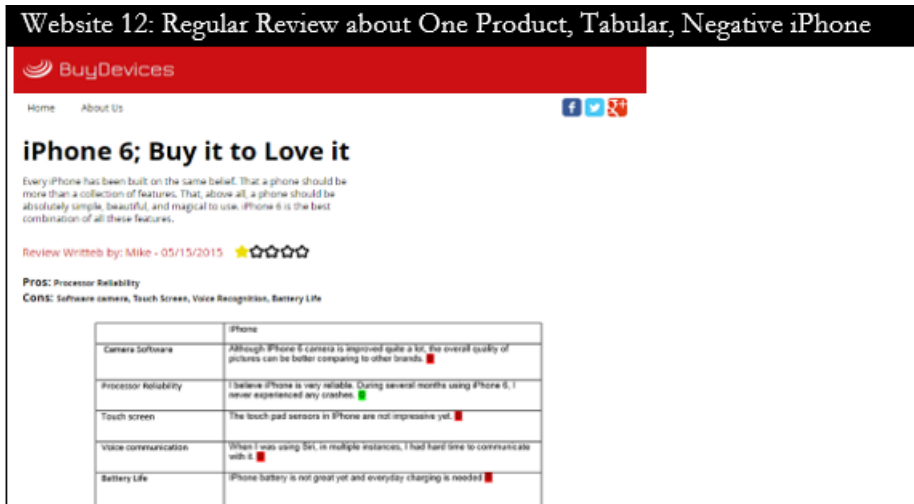 Website 12: Regular Review about One Product, Tabular, Negative iPhone
BuyDevices
Home About Us
iPhone 6; Buy it to Love it
Every iPhone has been built on the same belief. That a phone should be
more than a collection of features. That, above all, a phone should be
absolutely simple, beautiful, and magical to use. iPhone 6 is the best
combination of all these features.
Review Writteb by: Mike - 05/15/2015
Pros: Processor Reliability
Cons: Software camera, Touch Screen, Voice Recognition, Battery Life
iPhone
Camera Software
Although iPhone 6 camera is improved quite a lot, the overall quality of
pictures can be better comparing to other brands.
Processor Reliability
I believe iPhone is very reliable. During several months using iPhone 6, I
never experienced any crashes.
Touch screen
The touch pad sensors in iPhone are not impressive yet.
Voice communication
When I was using Siri, in multiple instances, I had hard time to communicate
with it.
Battery Life
iPhone battery is not great yet and everyday charging is needed